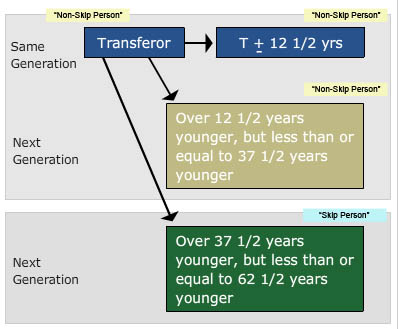 "Non-Skip Person" "Non-Skip Person"
Same Generation Transferor T ± 12 1/2 yrs
"Non-Skip Person"
Next Generation
Over 12 1/2 years
younger, but less than or
equal to 37 1/2 years
younger
"Skip Person"
Next Generation
Over 37 1/2 years
younger, but less than or
equal to 62 1/2 years
younger